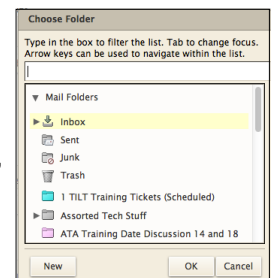 Choose Folder
Type in the box to filter the list. Tab to change focus.
Arrow keys can be used to navigate within the list.
Mail Folders
Inbox
Sent
Junk
Trash
1 TILT Training Tickets (Scheduled)
Assorted Tech Stuff
ATA Training Date Discussion 14 and 18
New OK Cancel